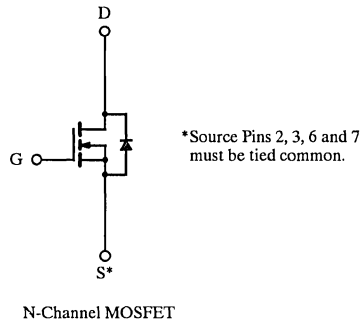 D
*Source Pins 2, 3, 6 and 7
must be tied common.
G
S*
N-Channel MOSFET